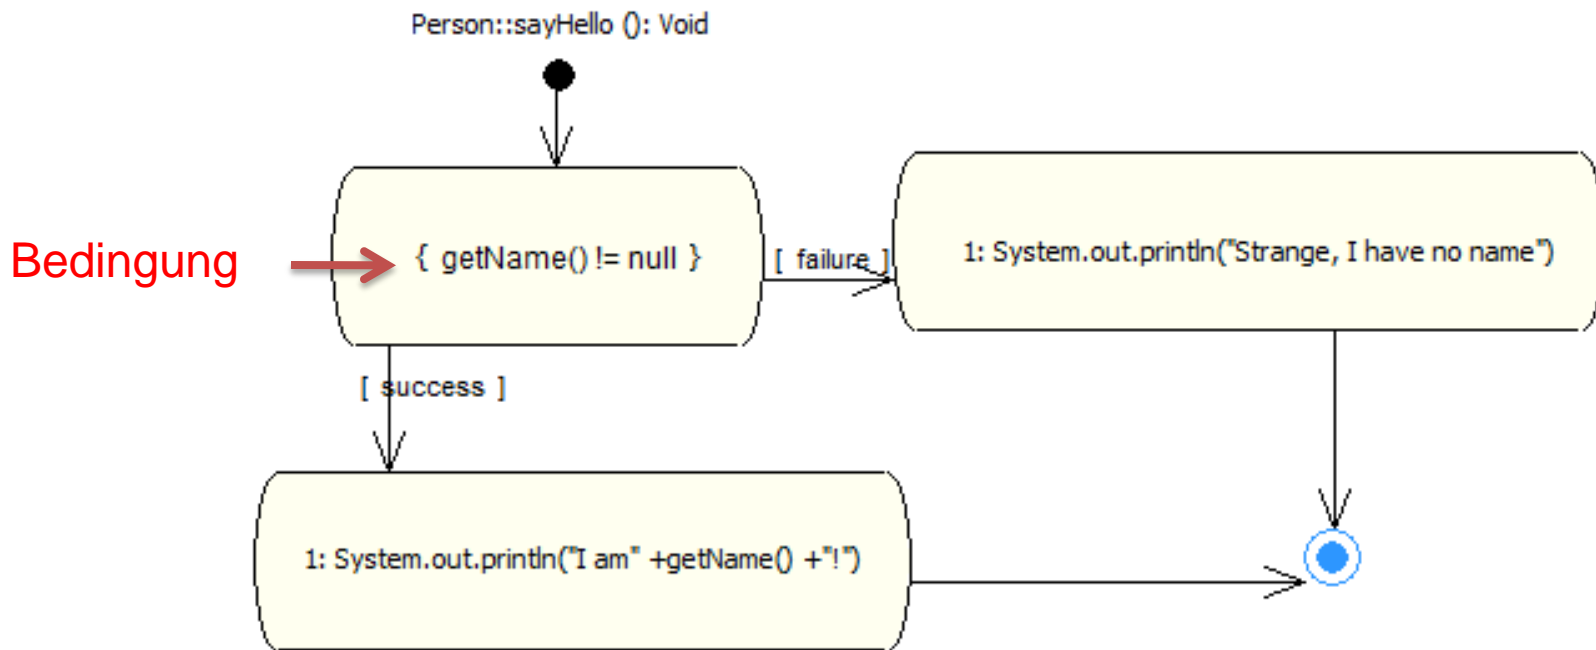 Person::sayHello (): Void
Bedingung
{ getName() != null }
[ failure ]
1: System.out.println("Strange, I have no name")
[ success ]
1: System.out.println("I am" +getName() +"!")